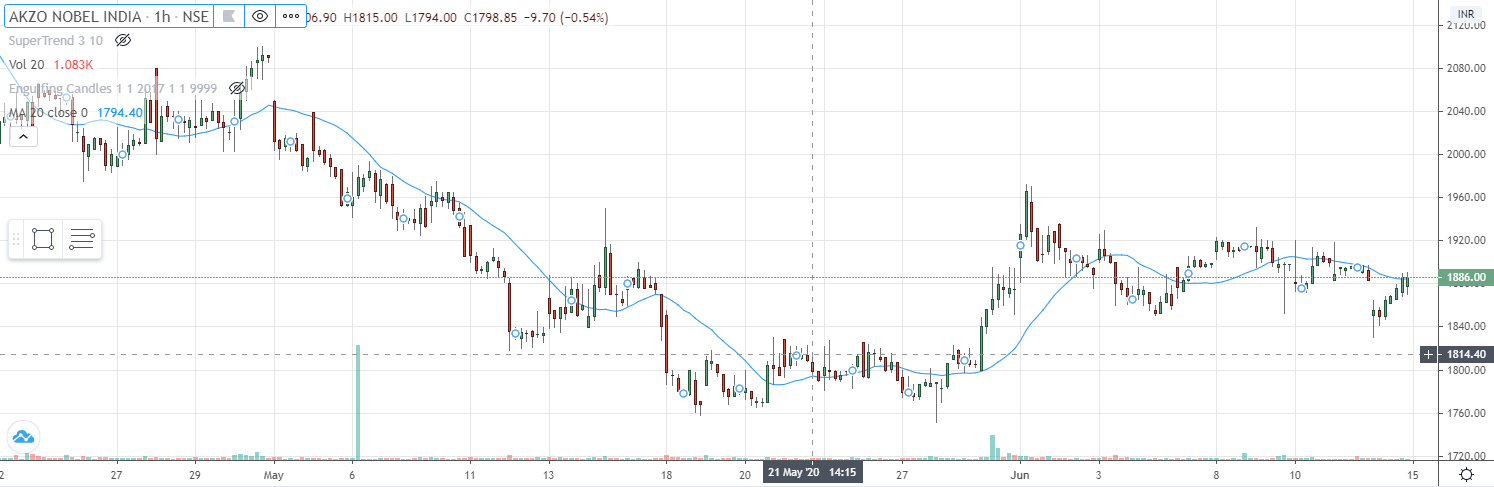 AKZO NOBEL INDIA · 1h · NSE 06.90 H1815.00 L1794.00 C1798.85 −9.70 (−0.54%)
SuperTrend 3 10
Vol 20 1.083K
Engulfing Candles 1 1 2017 1 1 9999
MA 20 close 0 1794.40
INR
2120.00
2080.00
2040.00
2000.00
1960.00
1920.00
1886.00
1880.00
1840.00
1814.40
1800.00
1760.00
1720.00
2 27 29 May 6 11 13 18 20 21 May '20 14:15 27 Jun 3 8 10 15